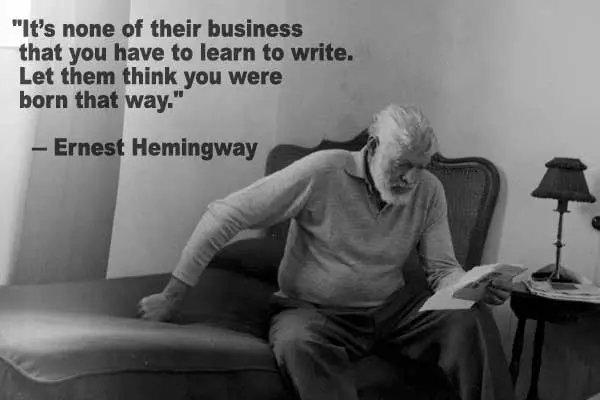 "It's none of their business
that you have to learn to write.
Let them think you were
born that way."
— Ernest Hemingway